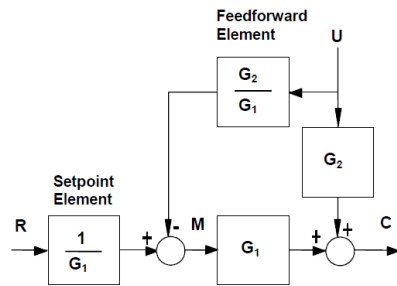 Feedforward
Element
U
G2
G1
G2
Setpoint
Element
R
1
G1
+
-
M
G1
+
+
C